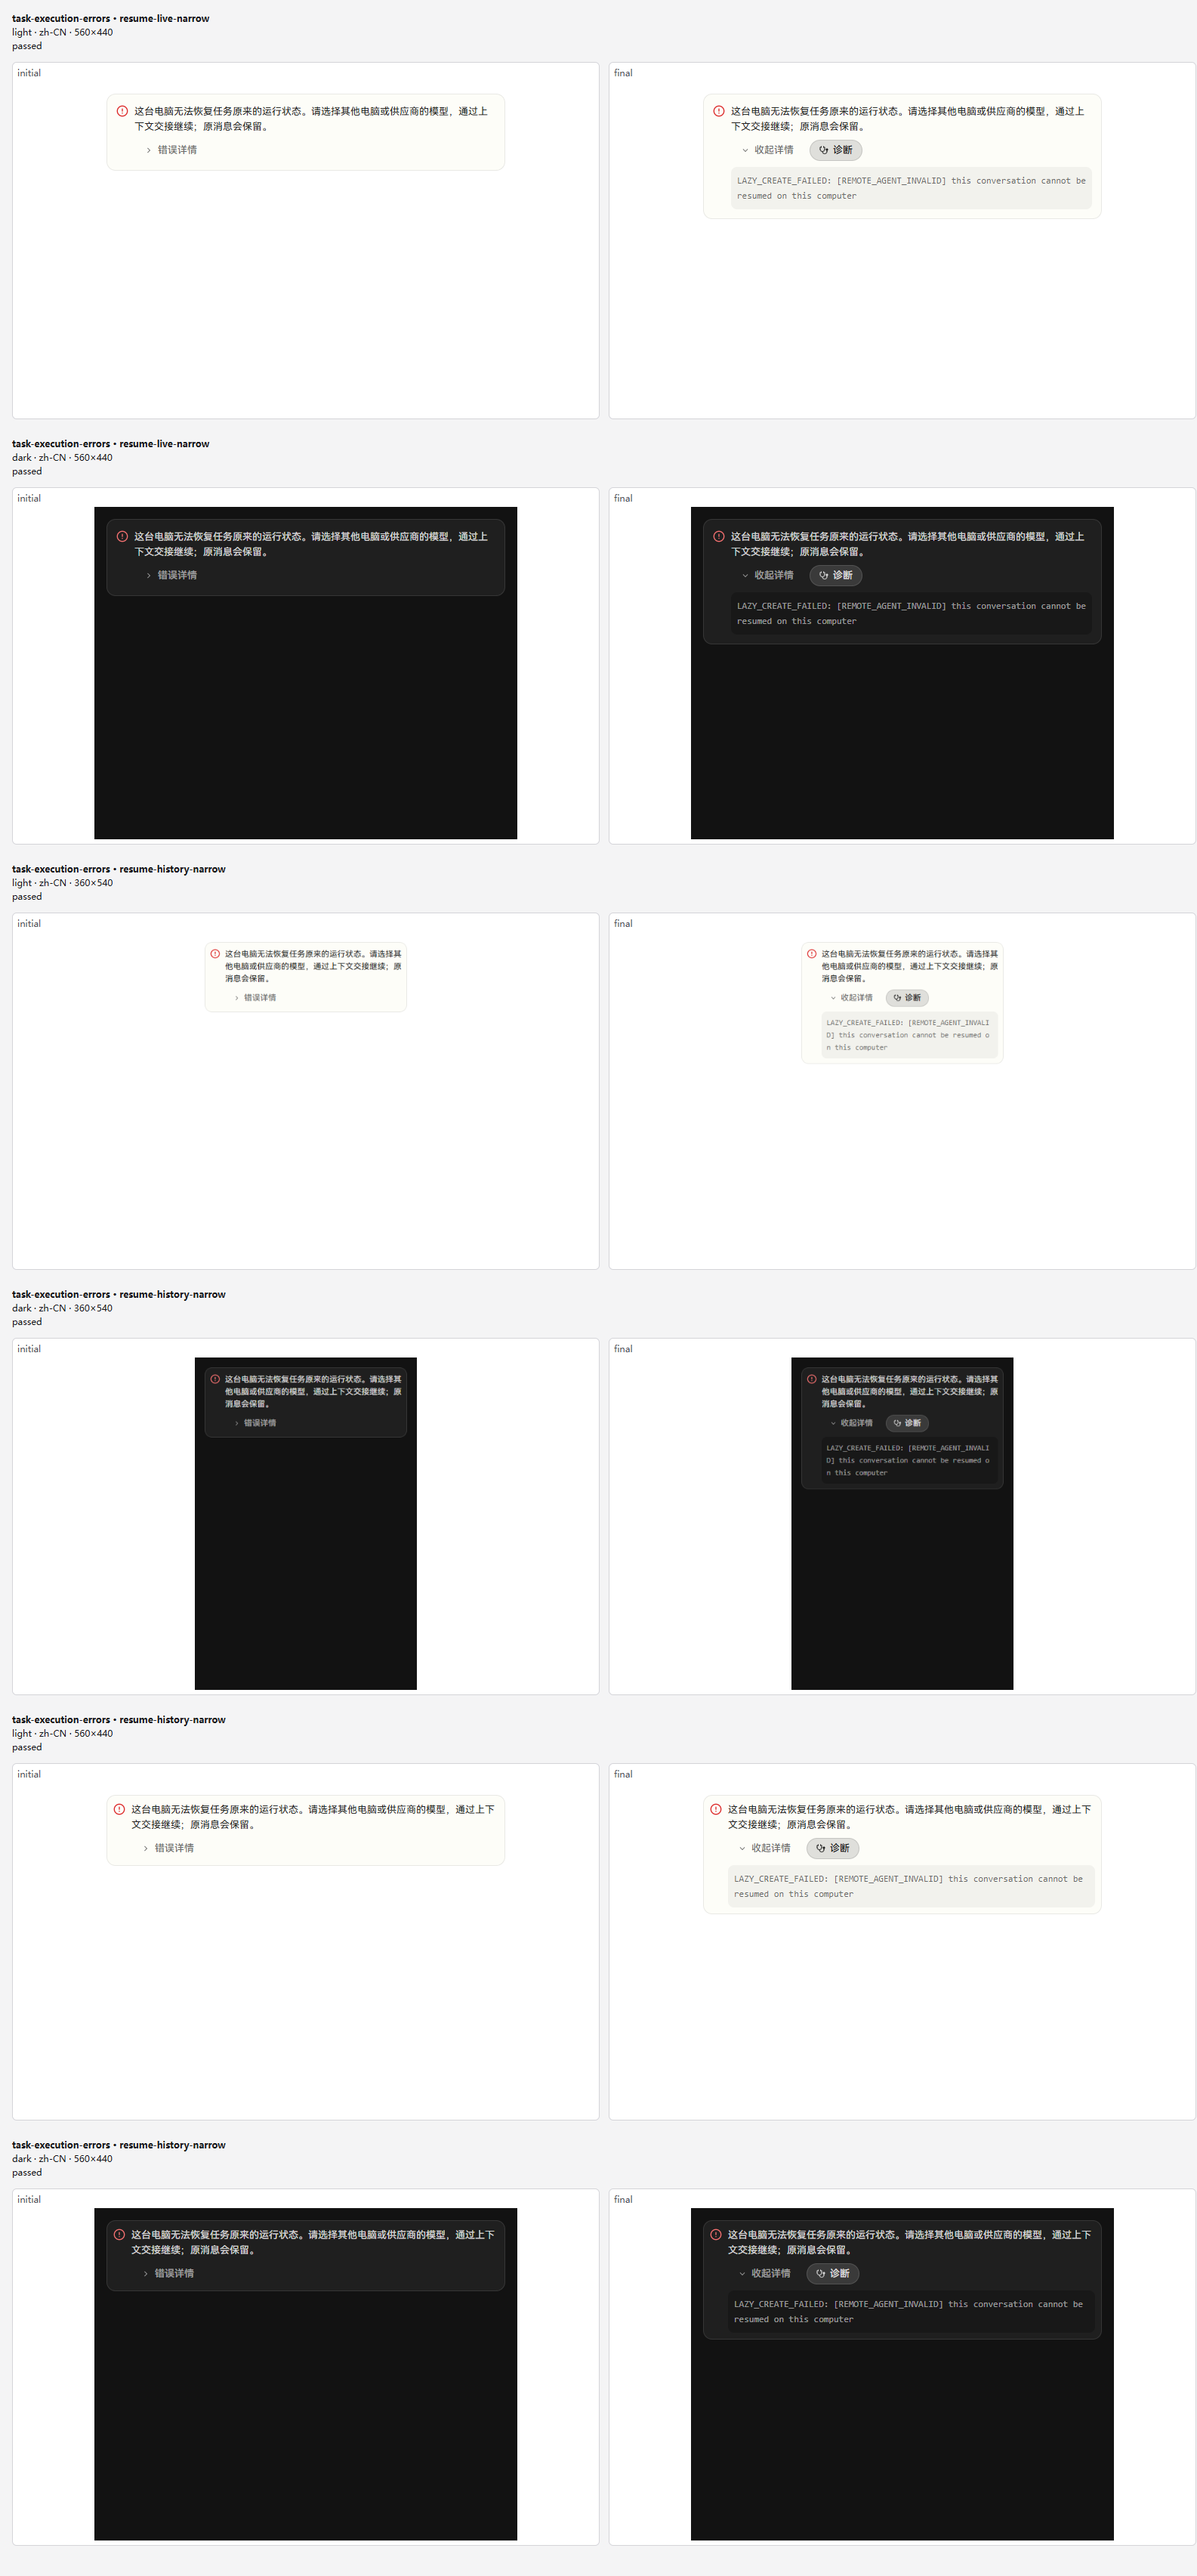 task-execution-errors • resume-live-narrow
light · zh-CN · 560×440
passed
initial
这台电脑无法恢复任务原来的运行状态。请选择其他电脑或供应商的模型，通过上
下文交接继续；原消息会保留。
错误详情
final
这台电脑无法恢复任务原来的运行状态。请选择其他电脑或供应商的模型，通过上
下文交接继续；原消息会保留。
收起详情 诊断
LAZY_CREATE_FAILED: [REMOTE_AGENT_INVALID] this conversation cannot be
resumed on this computer
task-execution-errors • resume-live-narrow
dark · zh-CN · 560×440
passed
initial
这台电脑无法恢复任务原来的运行状态。请选择其他电脑或供应商的模型，通过上
下文交接继续；原消息会保留。
错误详情
final
这台电脑无法恢复任务原来的运行状态。请选择其他电脑或供应商的模型，通过上
下文交接继续；原消息会保留。
收起详情 诊断
LAZY_CREATE_FAILED: [REMOTE_AGENT_INVALID] this conversation cannot be
resumed on this computer
task-execution-errors • resume-history-narrow
light · zh-CN · 360×540
passed
initial
这台电脑无法恢复任务原来的运行状态。请选择其
他电脑或供应商的模型，通过上下文交接继续；原
消息会保留。
错误详情
final
这台电脑无法恢复任务原来的运行状态。请选择其
他电脑或供应商的模型，通过上下文交接继续；原
消息会保留。
收起详情 诊断
LAZY_CREATE_FAILED: [REMOTE_AGENT_INVALI
D] this conversation cannot be resumed o
n this computer
task-execution-errors • resume-history-narrow
dark · zh-CN · 360×540
passed
initial
这台电脑无法恢复任务原来的运行状态。请选择其
他电脑或供应商的模型，通过上下文交接继续；原
消息会保留。
错误详情
final
这台电脑无法恢复任务原来的运行状态。请选择其
他电脑或供应商的模型，通过上下文交接继续；原
消息会保留。
收起详情 诊断
LAZY_CREATE_FAILED: [REMOTE_AGENT_INVALI
D] this conversation cannot be resumed o
n this computer
task-execution-errors • resume-history-narrow
light · zh-CN · 560×440
passed
initial
这台电脑无法恢复任务原来的运行状态。请选择其他电脑或供应商的模型，通过上下
文交接继续；原消息会保留。
错误详情
final
这台电脑无法恢复任务原来的运行状态。请选择其他电脑或供应商的模型，通过上下
文交接继续；原消息会保留。
收起详情 诊断
LAZY_CREATE_FAILED: [REMOTE_AGENT_INVALID] this conversation cannot be
resumed on this computer
task-execution-errors • resume-history-narrow
dark · zh-CN · 560×440
passed
initial
这台电脑无法恢复任务原来的运行状态。请选择其他电脑或供应商的模型，通过上下
文交接继续；原消息会保留。
错误详情
final
这台电脑无法恢复任务原来的运行状态。请选择其他电脑或供应商的模型，通过上下
文交接继续；原消息会保留。
收起详情 诊断
LAZY_CREATE_FAILED: [REMOTE_AGENT_INVALID] this conversation cannot be
resumed on this computer